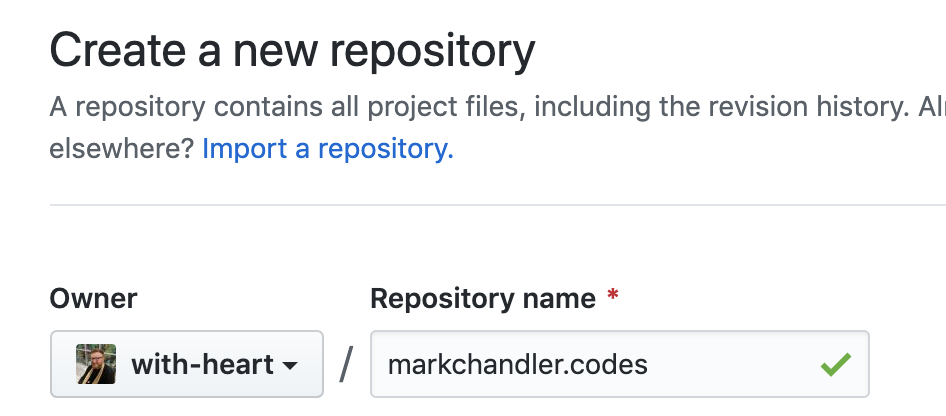 Create a new repository
A repository contains all project files, including the revision history.
elsewhere? Import a repository.
Owner
Repository name *
with-heart / markchandler.codes